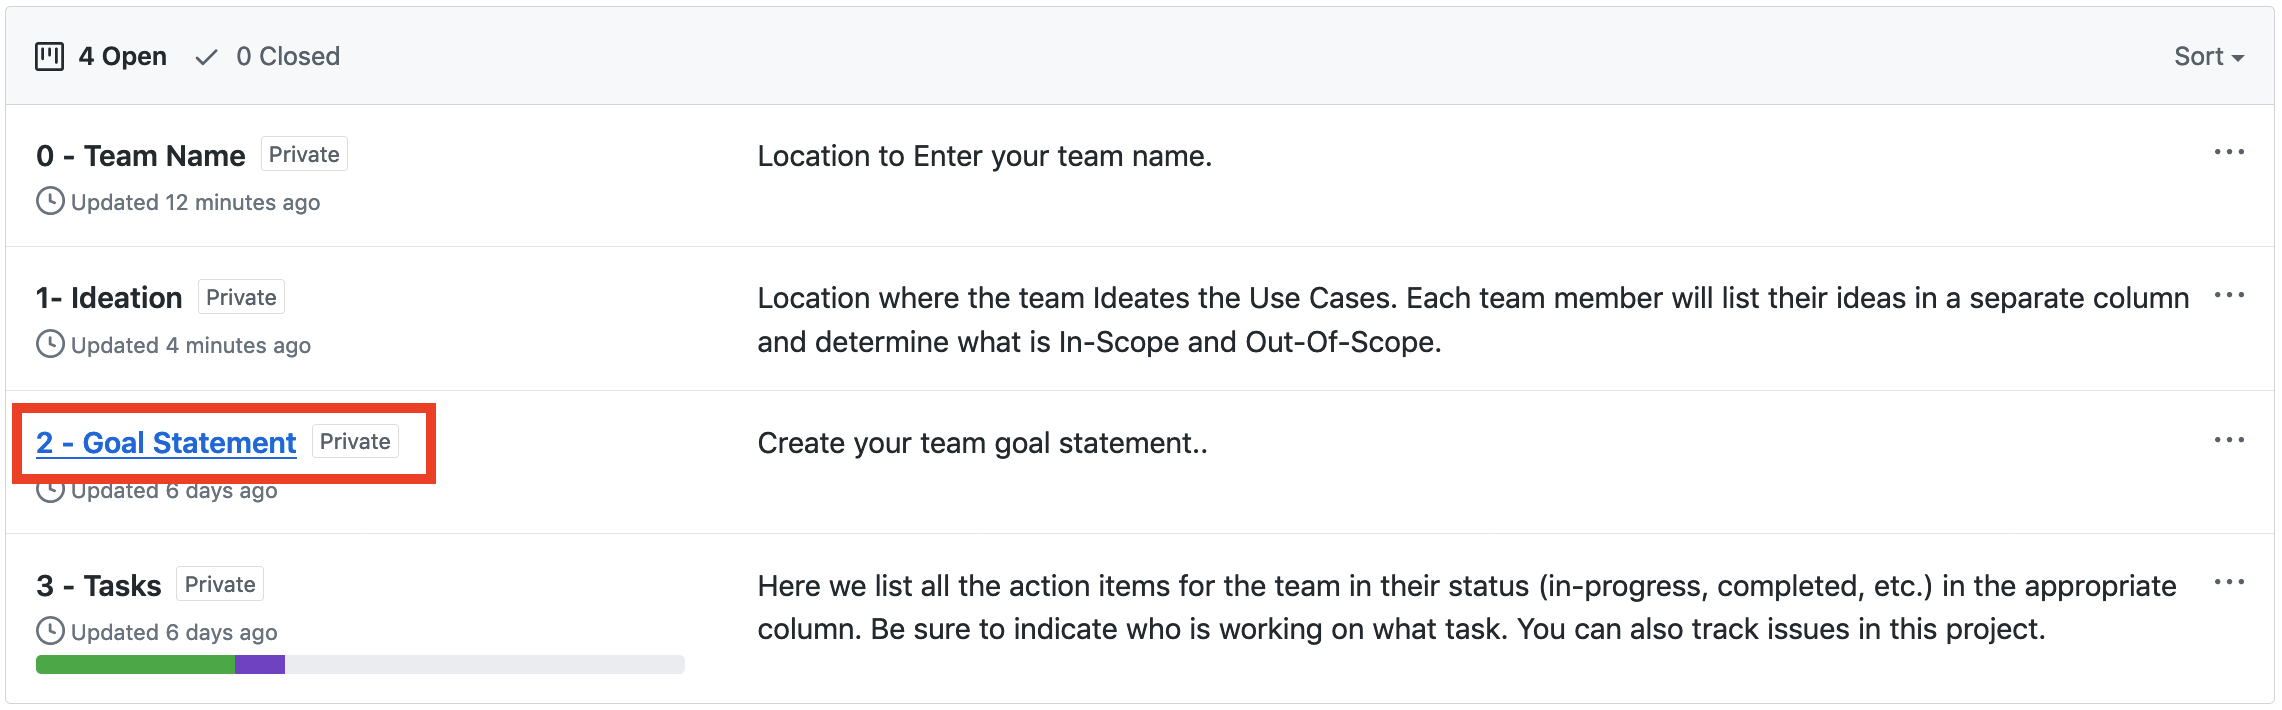 4 Open 0 Closed Sort
0 - Team Name Private
Location to Enter your team name.
Updated 12 minutes ago
1- Ideation Private
Location where the team Ideates the Use Cases. Each team member will list their ideas in a separate column
and determine what is In-Scope and Out-Of-Scope.
Updated 4 minutes ago
2 - Goal Statement Private
Create your team goal statement..
Updated 6 days ago
3 - Tasks Private
Here we list all the action items for the team in their status (in-progress, completed, etc.) in the appropriate
column. Be sure to indicate who is working on what task. You can also track issues in this project.
Updated 6 days ago